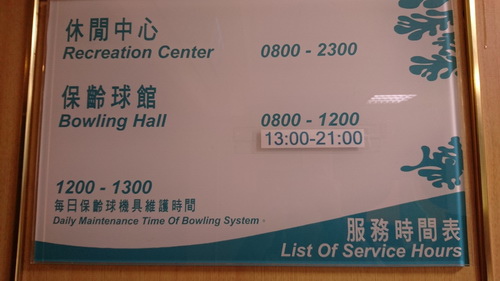 休閒中心
Recreation Center 0800 - 2300
保齡球館
Bowling Hall 0800 - 1200
13:00-21:00
1200 - 1300
每日保齡球機具維護時間
Daily Maintenance Time Of Bowling System。
服務時間表
List Of Service Hours